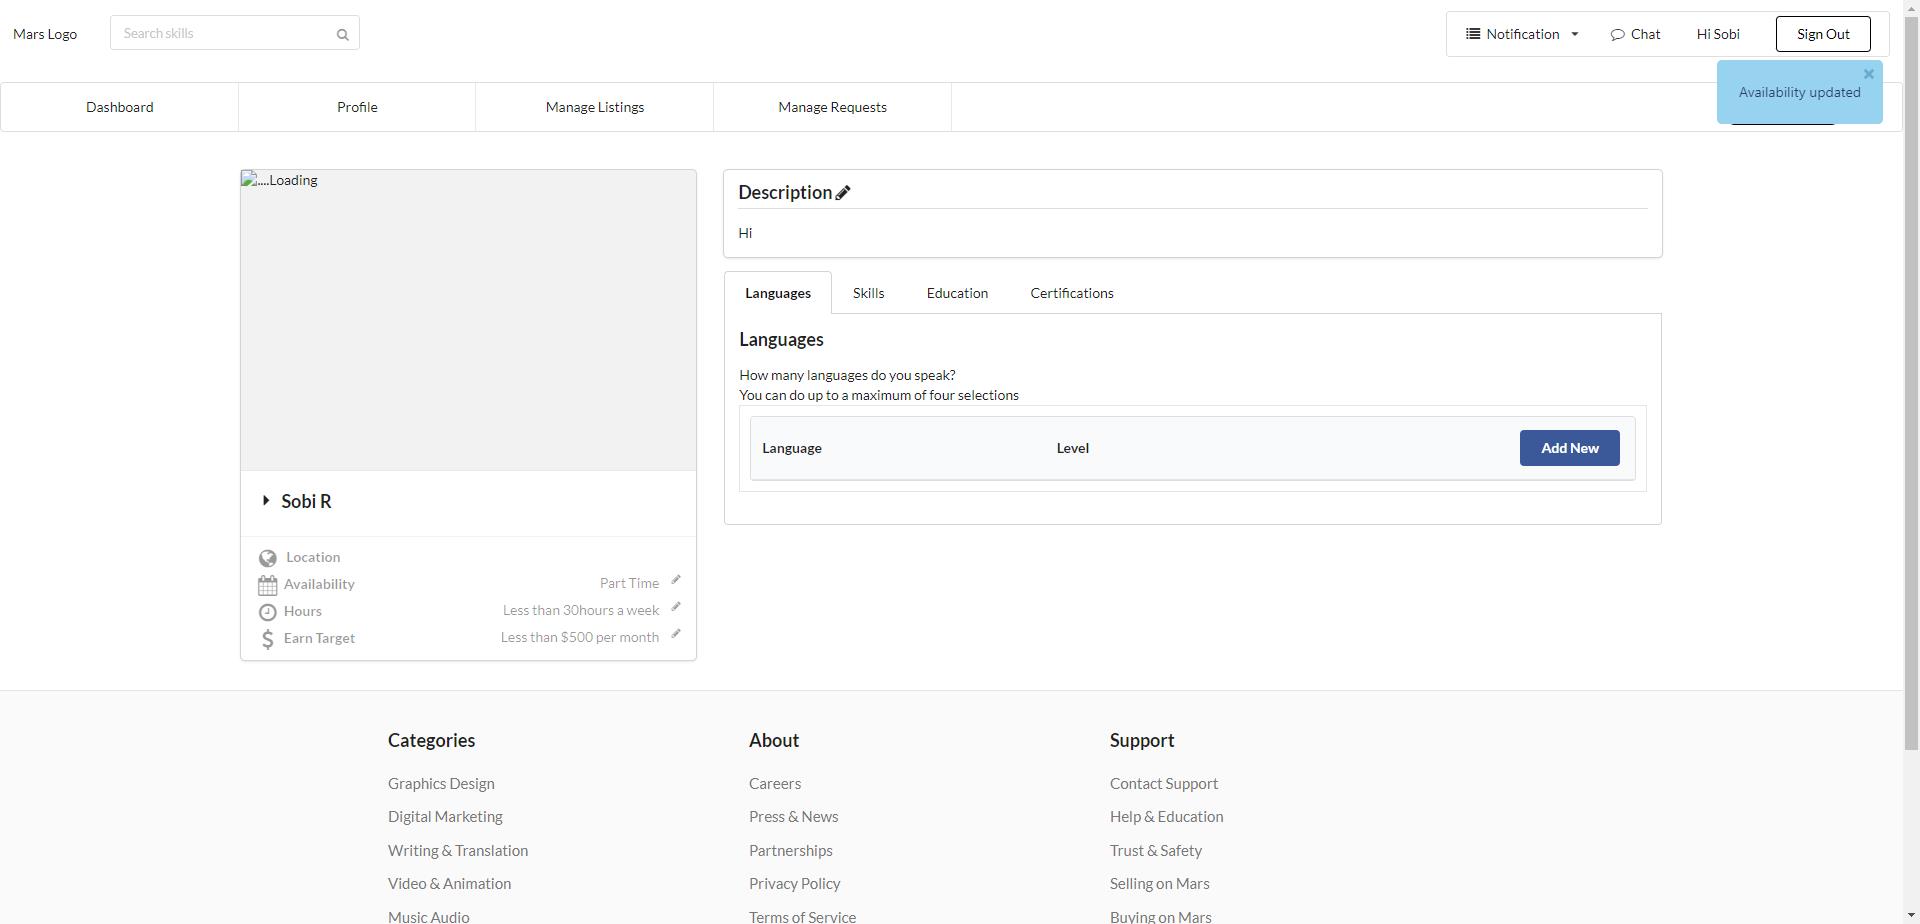 Mars Logo
Search skills
Notification
Chat
Hi Sobi
Sign Out
Availability updated
Dashboard
Profile
Manage Listings
Manage Requests
....Loading
Description
Hi
Languages
Skills
Education
Certifications
Languages
How many languages do you speak?
You can do up to a maximum of four selections
Language
Level
Add New
Sobi R
Location
Availability
Part Time
Hours
Less than 30hours a week
Earn Target
Less than $500 per month
Categories
Graphics Design
Digital Marketing
Writing & Translation
Video & Animation
Music Audio
About
Careers
Press & News
Partnerships
Privacy Policy
Terms of Service
Support
Contact Support
Help & Education
Trust & Safety
Selling on Mars
Buying on Mars